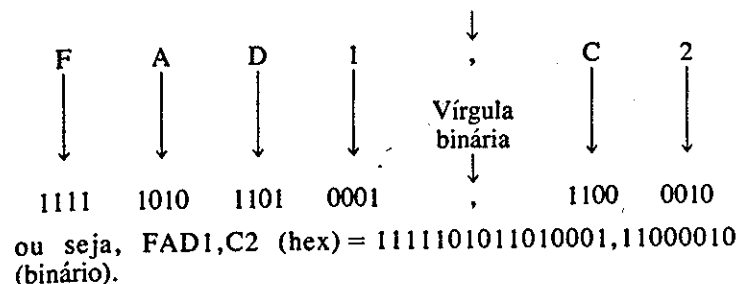 F A D 1 , C 2
Vírgula
binária
1111 1010 1101 0001 , 1100 0010
ou seja, FAD1,C2 (hex) = 1111101011010001,11000010
(binário).